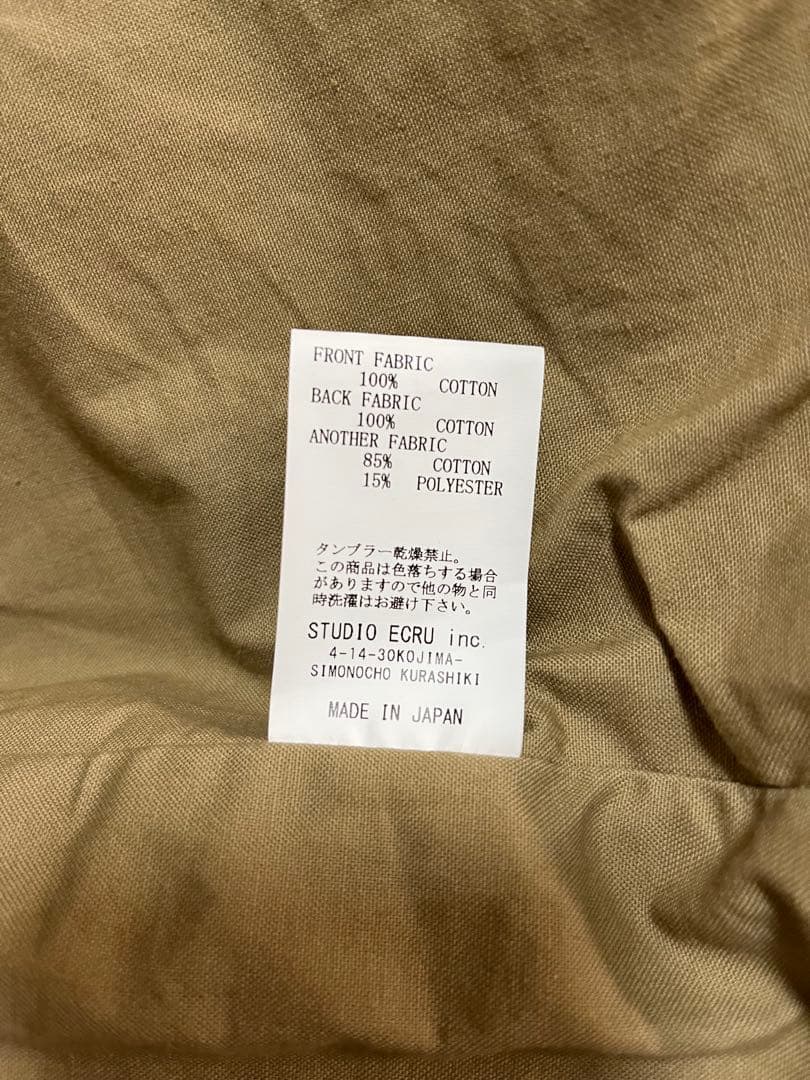 FRONT FABRIC
100% COTTON
BACK FABRIC
100% COTTON
ANOTHER FABRIC
85% COTTON
15% POLYESTER
タンブラー乾燥禁止。
この商品は色落ちする場合
がありますので他の物と同
時洗濯はお避け下さい。
STUDIO ECRU inc.
4-14-30KOJIMA-
SIMONOCHO KURASHIKI
MADE IN JAPAN